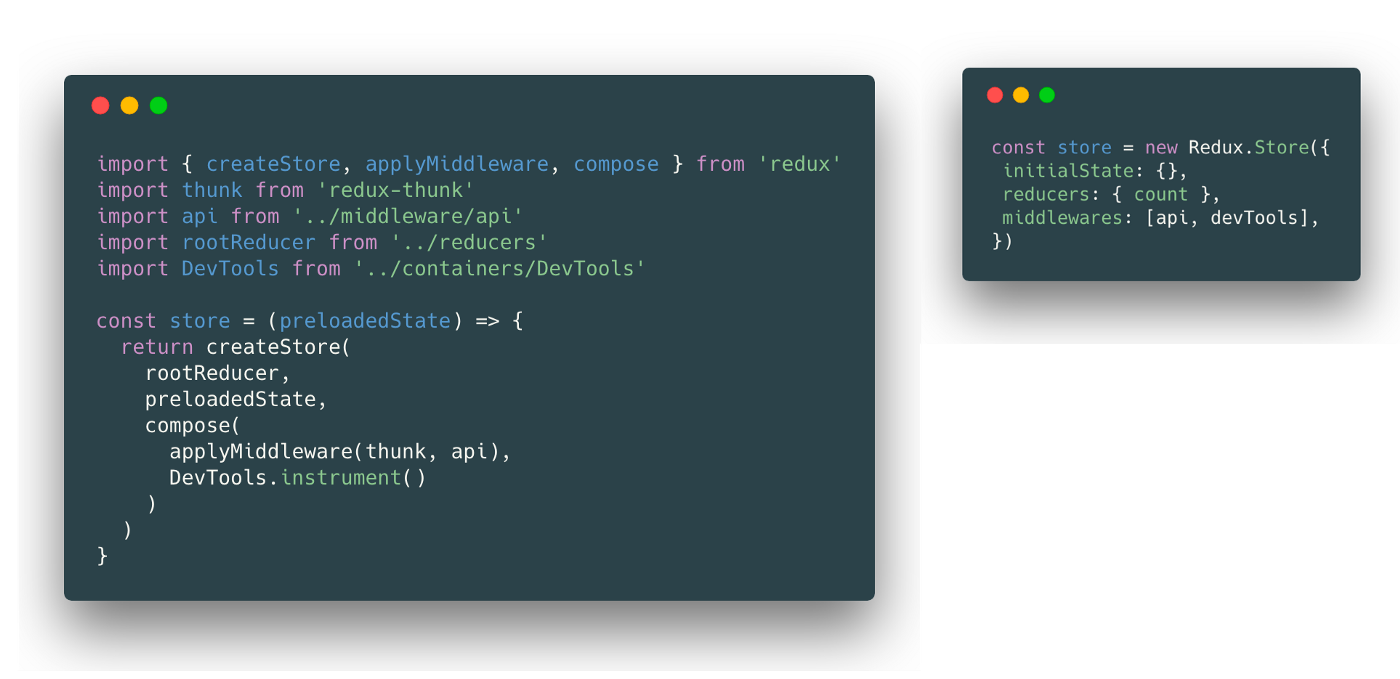 import { createStore, applyMiddleware, compose } from 'redux'
import thunk from 'redux-thunk'
import api from '../middleware/api'
import rootReducer from '../reducers'
import DevTools from '../containers/DevTools'

const store = (preloadedState) => {
  return createStore(
    rootReducer,
    preloadedState,
    compose(
      applyMiddleware(thunk, api),
      DevTools.instrument()
    )
  )
}

const store = new Redux.Store({
 initialState: {},
 reducers: { count },
 middlewares: [api, devTools],
})